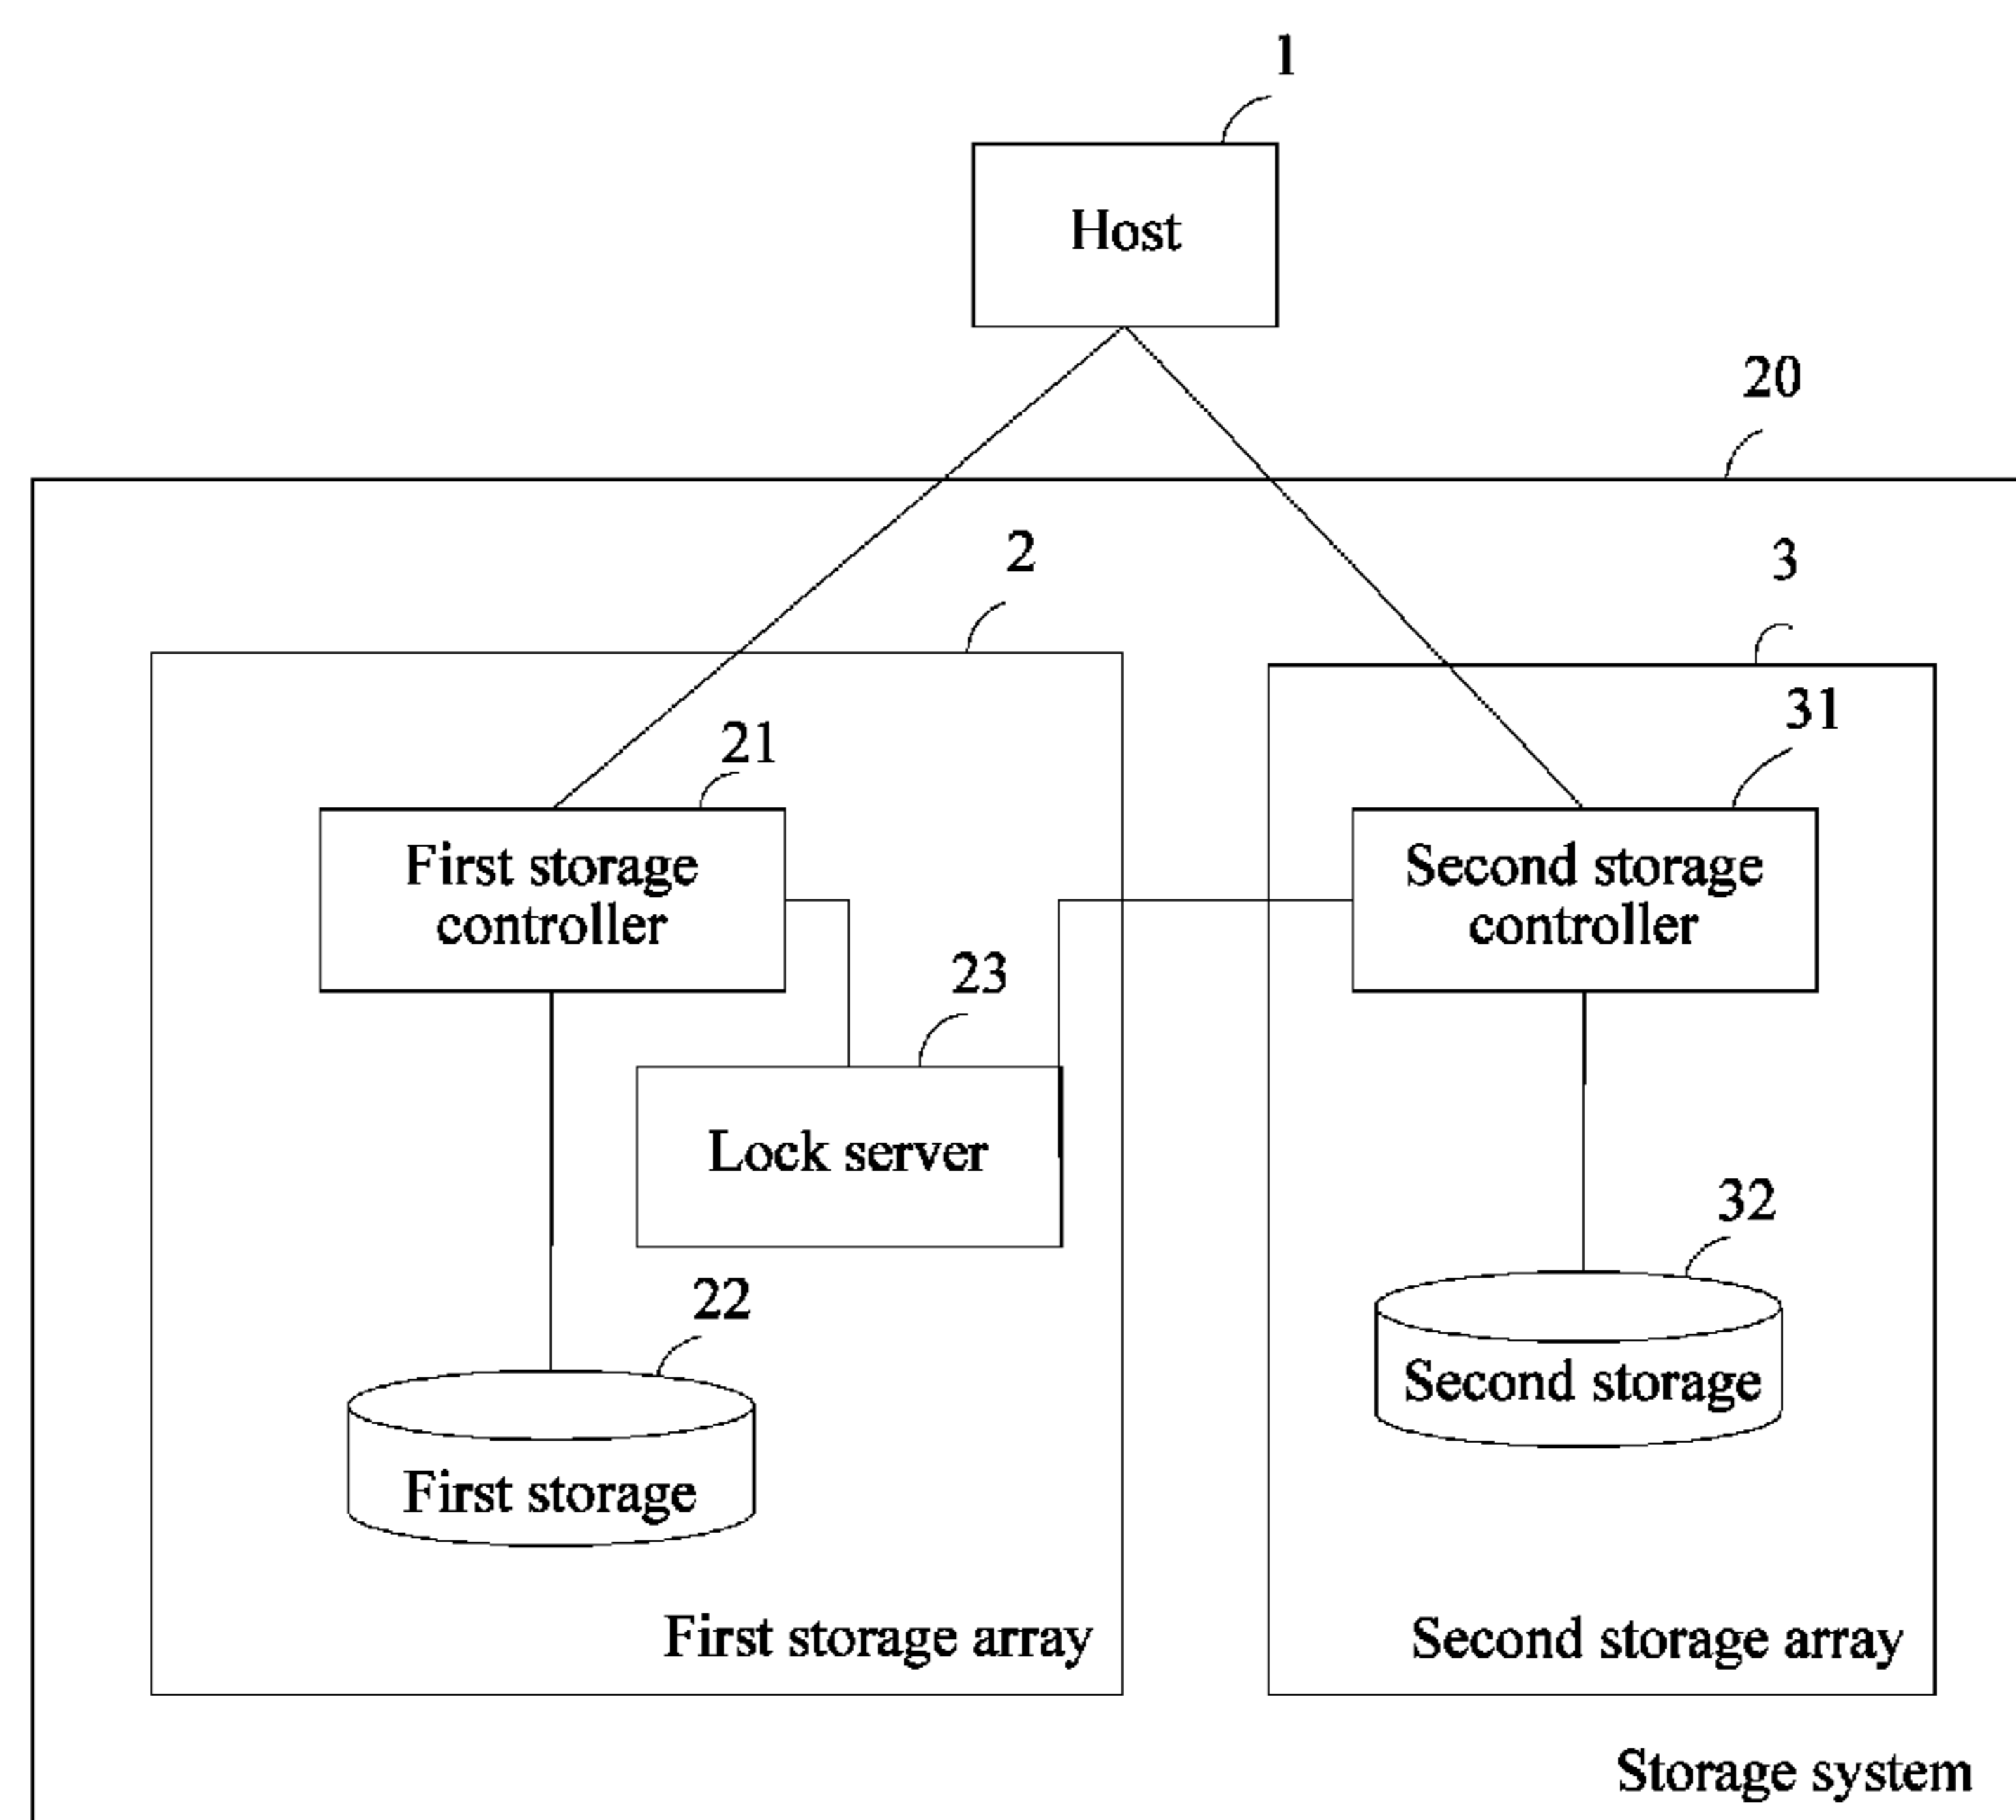 1
Host
20
2
3
31
21
First storage
controller
Second storage
controller
23
Lock server
32
22
Second storage
First storage
First storage array
Second storage array
Storage system